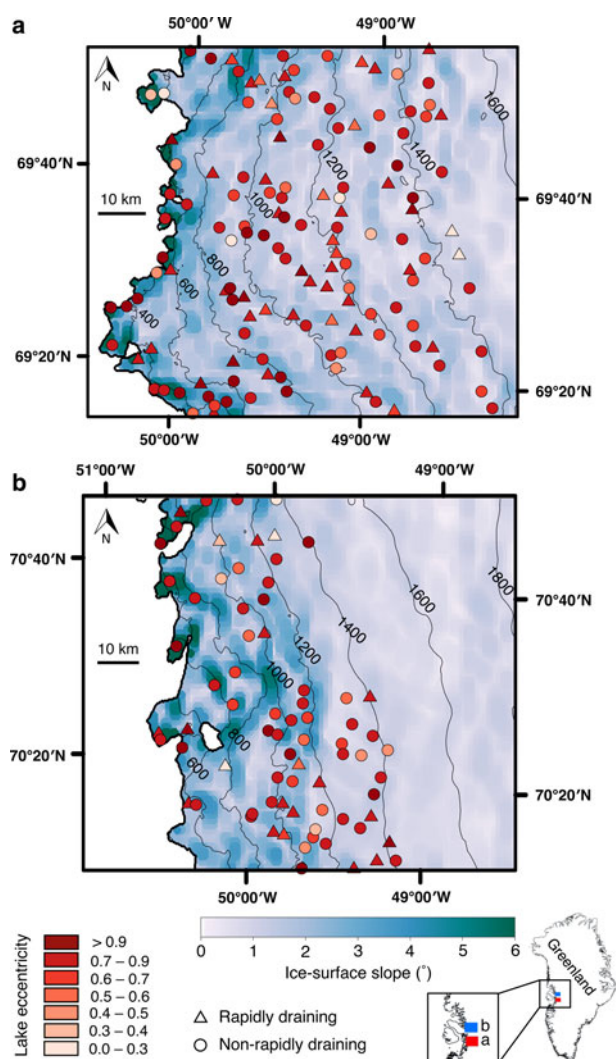 50°00′ W 49°00′ W
a
N
1600
1400
1200
69°40′N
69°40′N
10 km
1000
800
600
400
69°20′N
69°20′N
50°00′W 49°00′W
51°00′W 50°00′W 49°00′W
b
N
70°40′N
70°40′N
1800
1600
10 km
1400
1200
1000
800
600
70°20′N
70°20′N
50°00′W 49°00′W
Lake eccentricity
> 0.9
0.7 – 0.9
0.6 – 0.7
0.5 – 0.6
0.4 – 0.5
0.3 – 0.4
0.0 – 0.3
0 1 2 3 4 5 6
Ice-surface slope (°)
Rapidly draining
Non-rapidly draining
Greenland
b
a